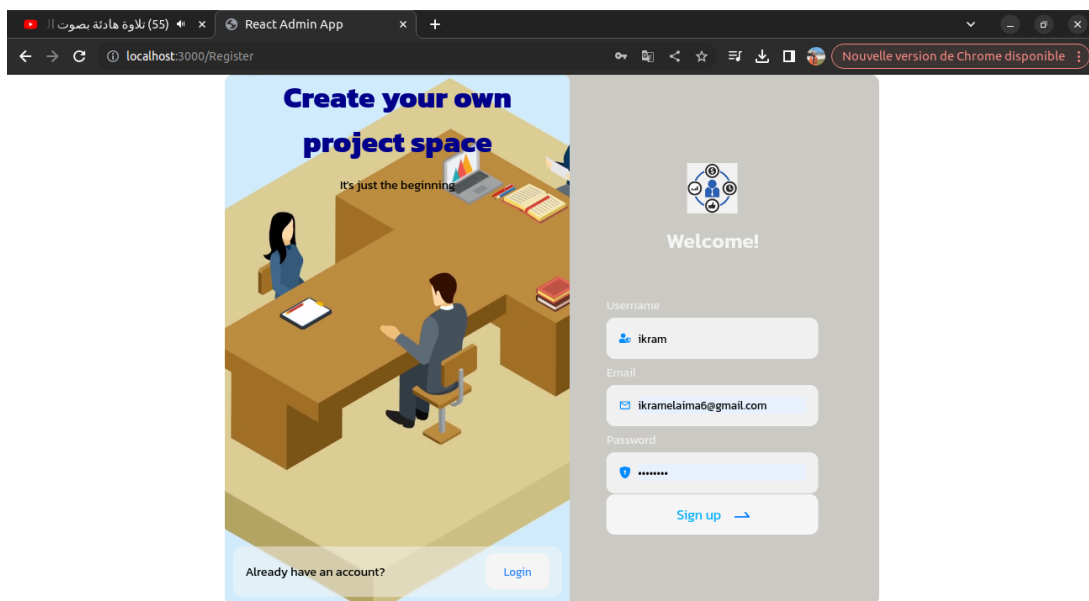 (55) تلاوة هادئة بصوت ال
React Admin App
localhost:3000/Register
Nouvelle version de Chrome disponible
Create your own
project space
It's just the beginning
Already have an account?
Login
Welcome!
Username
ikram
Email
ikramelaima6@gmail.com
Password
••••••••
Sign up